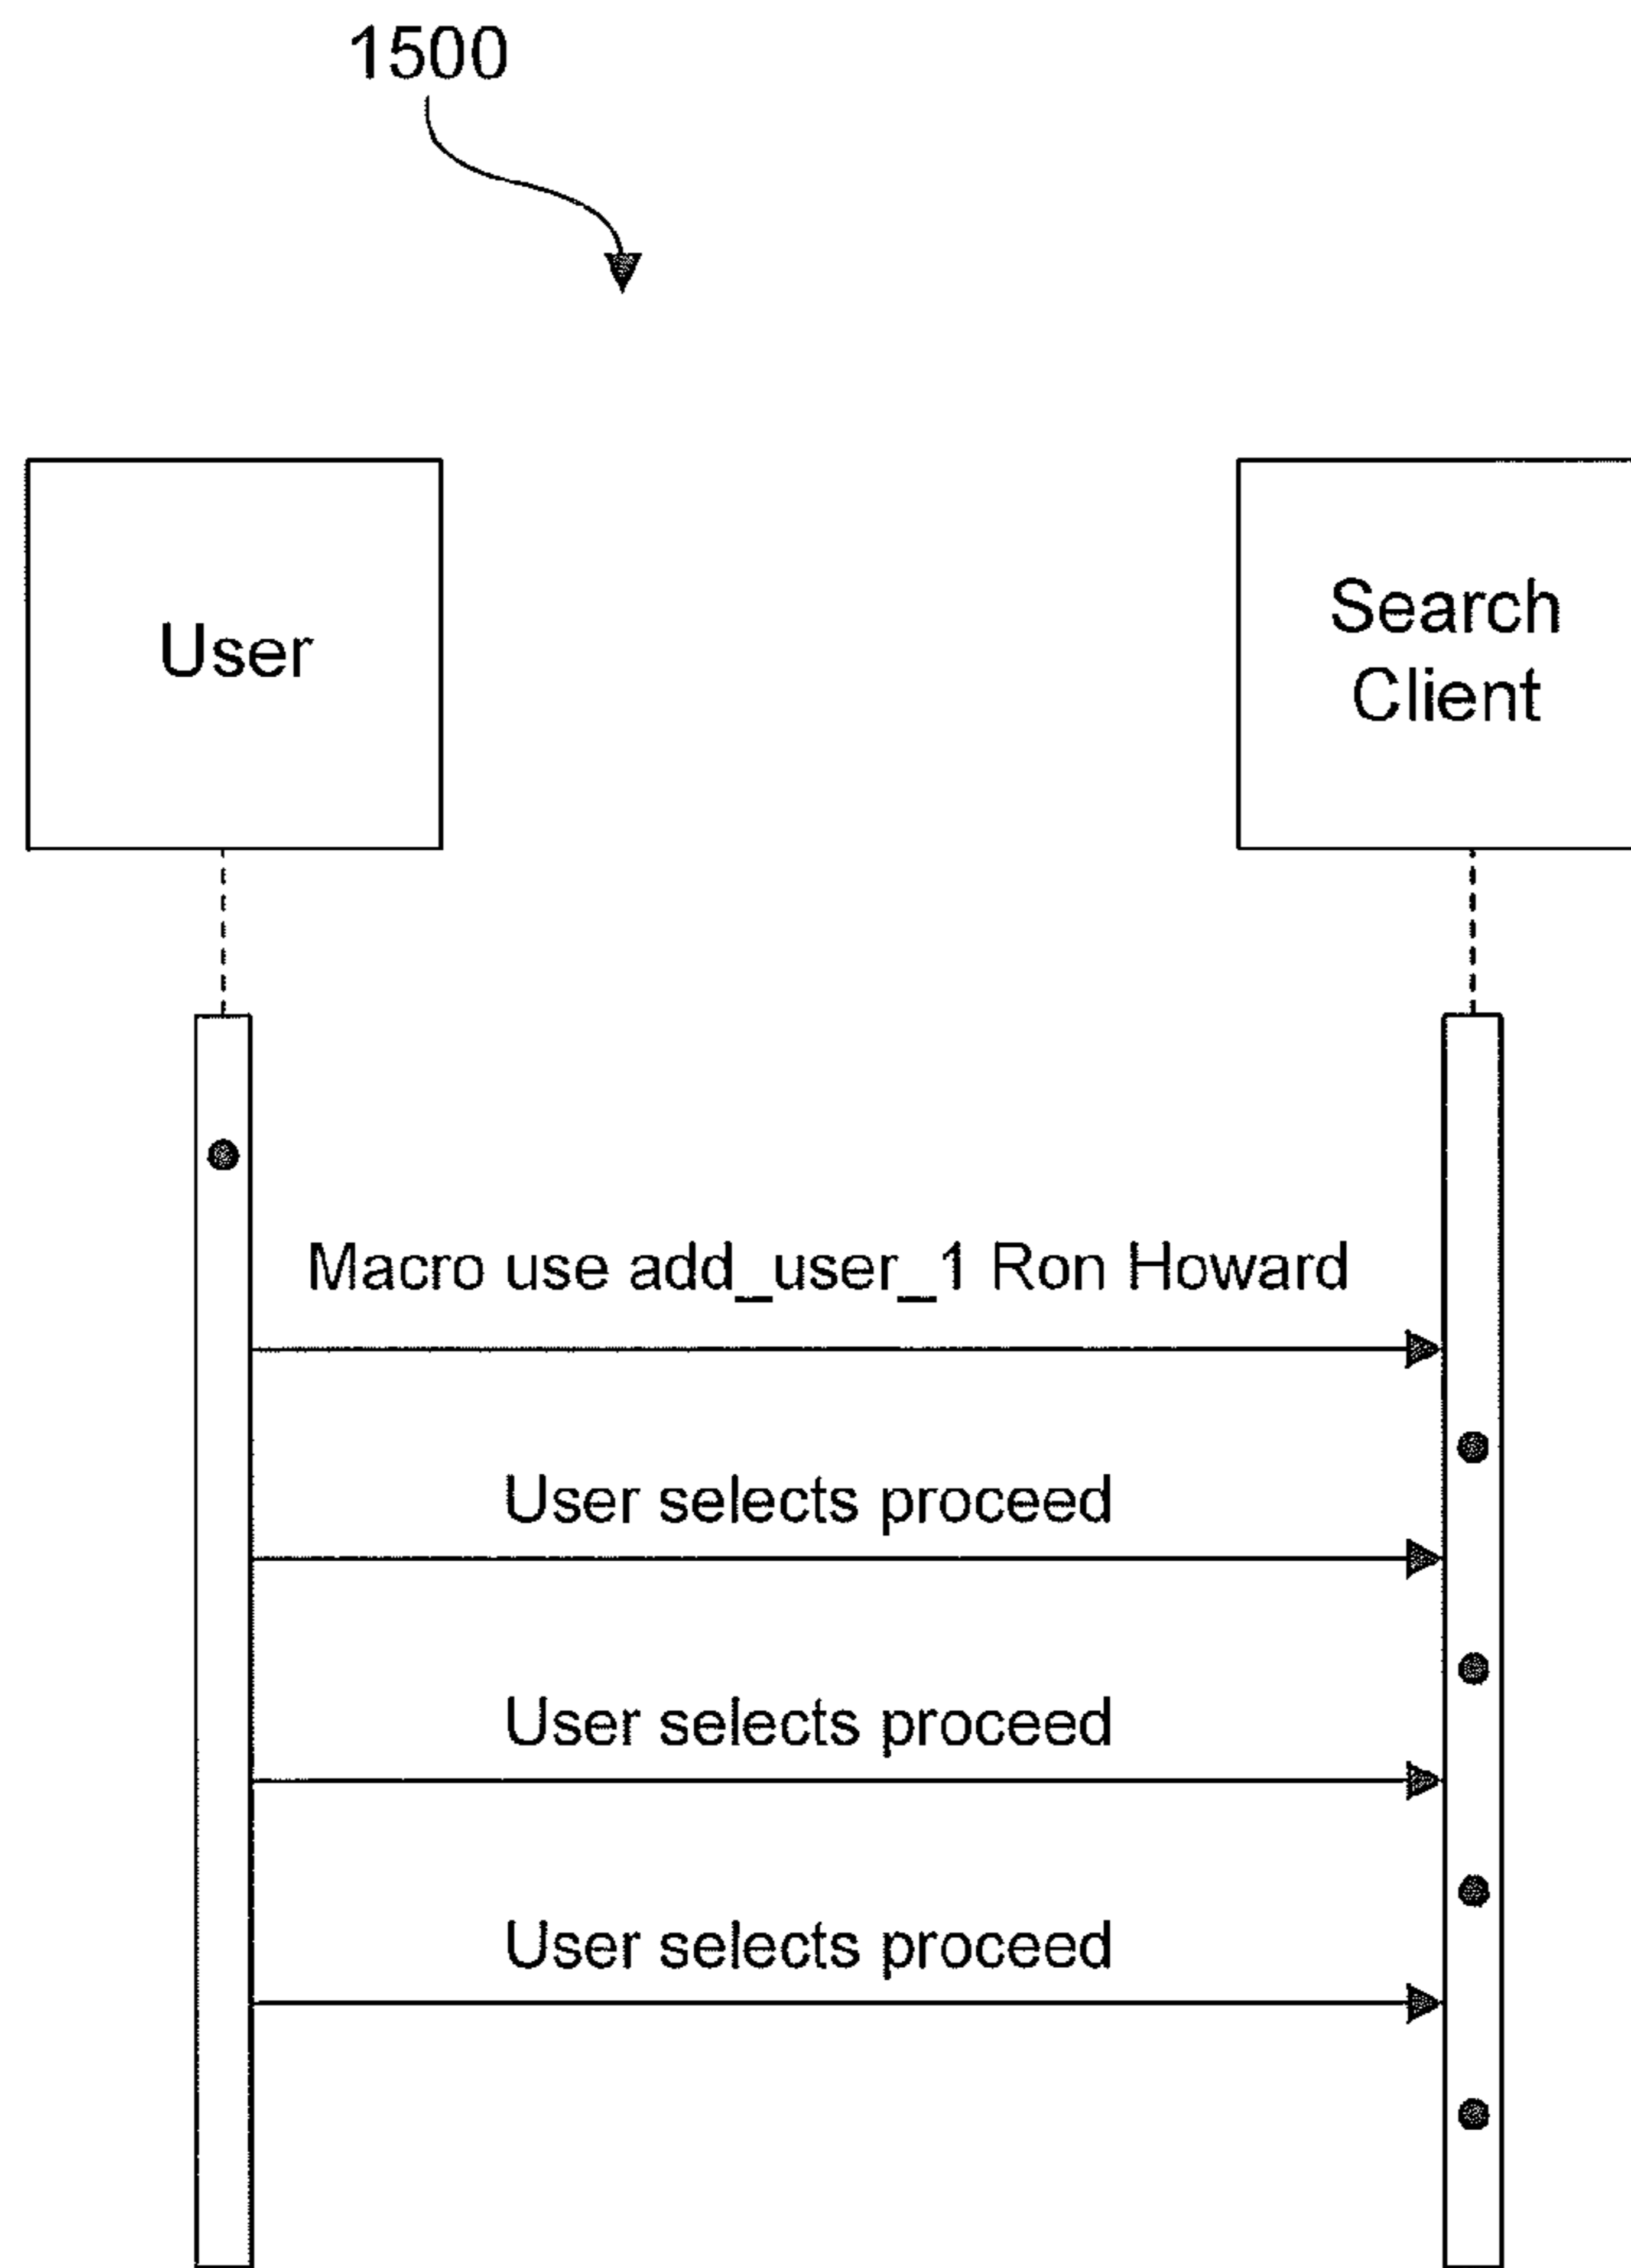 1500
User
Search
Client
Macro use add_user_1 Ron Howard
User selects proceed
User selects proceed
User selects proceed